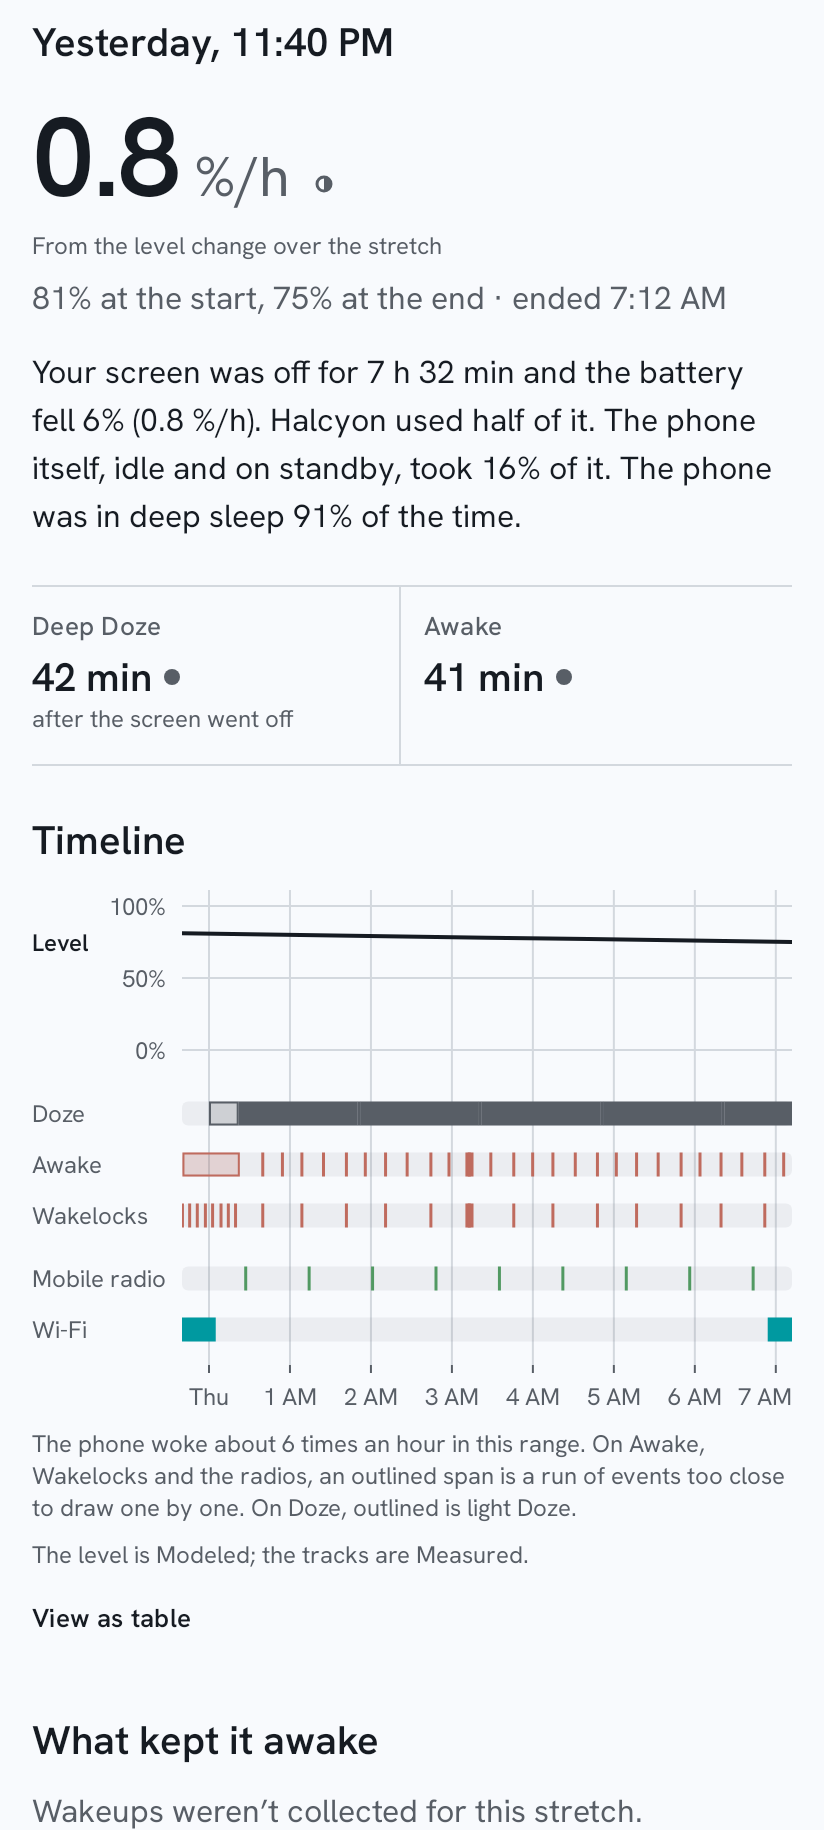 Yesterday, 11:40 PM
0.8 %/h
From the level change over the stretch
81% at the start, 75% at the end · ended 7:12 AM
Your screen was off for 7 h 32 min and the battery
fell 6% (0.8 %/h). Halcyon used half of it. The phone
itself, idle and on standby, took 16% of it. The phone
was in deep sleep 91% of the time.
Deep Doze
42 min
after the screen went off
Awake
41 min
Timeline
Level
100%
50%
0%
Doze
Awake
Wakelocks
Mobile radio
Wi-Fi
Thu 1 AM 2 AM 3 AM 4 AM 5 AM 6 AM 7 AM
The phone woke about 6 times an hour in this range. On Awake,
Wakelocks and the radios, an outlined span is a run of events too close
to draw one by one. On Doze, outlined is light Doze.
The level is Modeled; the tracks are Measured.
View as table
What kept it awake
Wakeups weren’t collected for this stretch.